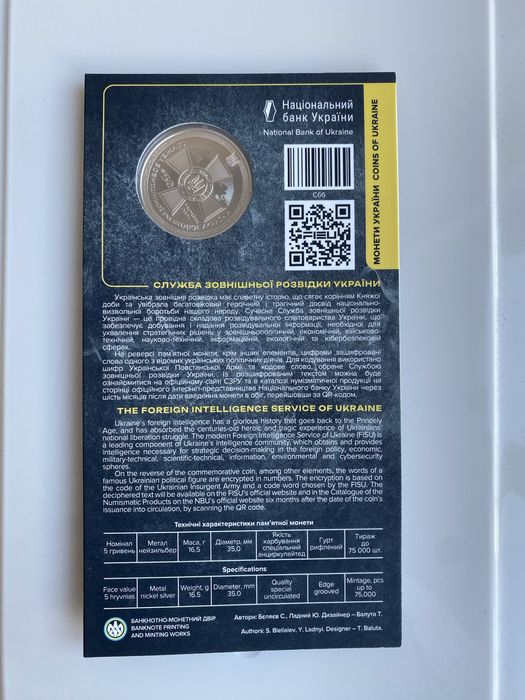 Національний
банк України
National Bank of Ukraine
МОНЕТИ УКРАЇНИ COINS OF UKRAINE
C66
СЛУЖБА ЗОВНІШНЬОЇ РОЗВІДКИ УКРАЇНИ
Українська зовнішня розвідка має славетну історію, що сягає корінням Княжої
доби та увібрала багатовіковий героїчний і трагічний досвід національно-
визвольної боротьби нашого народу. Сучасна Служба зовнішньої розвідки
України — це провідна складова розвідувального співтовариства України, що
забезпечує добування і надання розвідувальної інформації, необхідної для
ухвалення стратегічних рішень у зовнішньополітичній, економічній, військово-
технічній, науково-технічній, інформаційній, екологічній та кібербезпековій
сферах.
На реверсі пам'ятної монети, крім інших елементів, цифрами зашифровані
слова одного з відомих українських політичних діячів. Для кодування використано
шифр Української Повстанської Армії та кодове слово, обране Службою
зовнішньої розвідки України. Із розшифрованим текстом можна буде
ознайомитися на офіційному сайті СЗРУ та в каталозі нумізматичної продукції на
сторінці офіційного Інтернет-представництва Національного банку України через
шість місяців після дати введення монети в обіг, перейшовши за QR-кодом.
THE FOREIGN INTELLIGENCE SERVICE OF UKRAINE
Ukraine's foreign intelligence has a glorious history that goes back to the Princely
Age, and has absorbed the centuries-old heroic and tragic experience of Ukrainians'
national liberation struggle. The modern Foreign Intelligence Service of Ukraine (FISU) is
a leading component of Ukraine's intelligence community, which obtains and provides
intelligence necessary for strategic decision-making in the foreign policy, economic,
military-technical, scientific-technical, information, environmental and cybersecurity
spheres.
On the reverse of the commemorative coin, among other elements, the words of a
famous Ukrainian political figure are encrypted in numbers. The encryption is based on
the code of the Ukrainian Insurgent Army and a code word chosen by the FISU. The
deciphered text will be available on the FISU's official website and in the Catalogue of the
Numismatic Products on the NBU's official website six months after the date of the coin's
issuance into circulation, by scanning the QR code.
Технічні характеристики пам'ятної монети
Номінал
5 гривень
Метал
нейзильбер
Маса, г
16,5
Діаметр, мм
35,0
Якість
карбування
спеціальний
анциркулейтед
Гурт
рифлений
Тираж
до
75 000 шт.
Specifications
Face value
5 hryvnias
Metal
nickel silver
Weight, g
16.5
Diameter, mm
35.0
Quality
special
uncirculated
Edge
grooved
Mintage, pcs
up to
75,000
БАНКНОТНО-МОНЕТНИЙ ДВІР
BANKNOTE PRINTING
AND MINTING WORKS
Автори: Бєляєв С., Ладний Ю. Дизайнер – Балута Т.
Authors: S. Bieliaiev, Y. Ladnyi. Designer – T. Baluta.